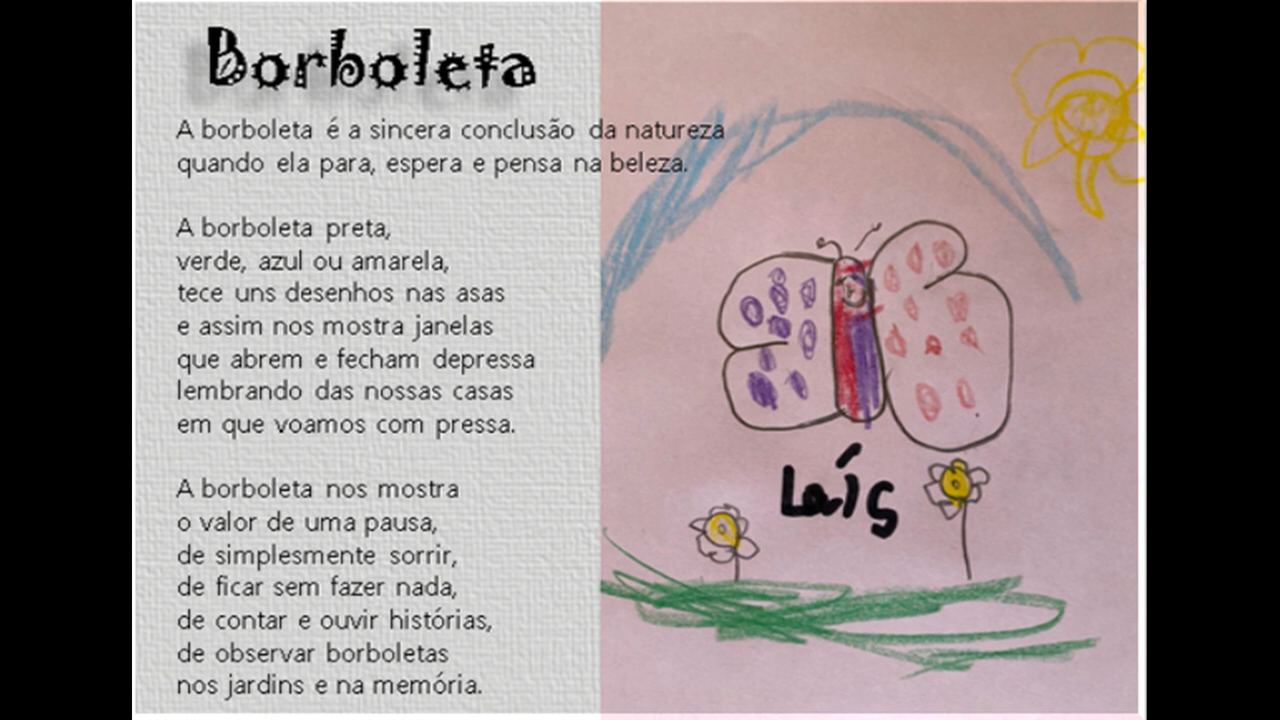 Borboleta
A borboleta é a sincera conclusão da natureza
quando ela para, espera e pensa na beleza.
A borboleta preta,
verde, azul ou amarela,
tece uns desenhos nas asas
e assim nos mostra janelas
que abrem e fecham depressa
lembrando das nossas casas
em que voamos com pressa.
A borboleta nos mostra
o valor de uma pausa,
de simplesmente sorrir,
de ficar sem fazer nada,
de contar e ouvir histórias,
de observar borboletas
nos jardins e na memória.
Laís